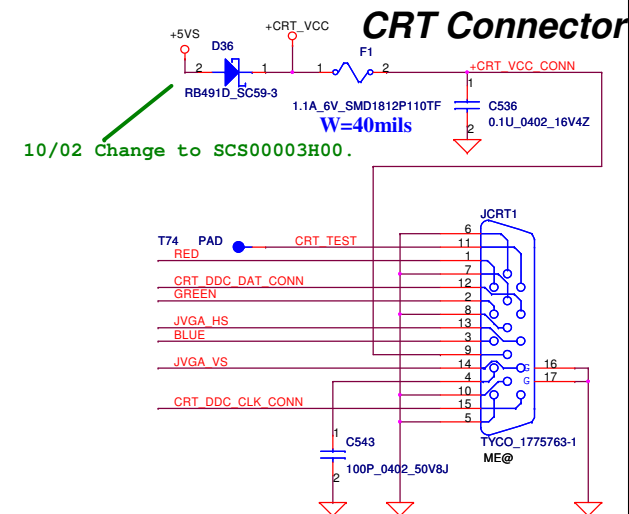 CRT Connector
+5VS
+CRT_VCC
D36
F1
2
1
1
2
+CRT_VCC_CONN
RB491D_SC59-3
1.1A_6V_SMD1812P110TF
W=40mils
1
C536
0.1U_0402_16V4Z
2
10/02 Change to SCS00003H00.
JCRT1
6
T74 PAD
CRT_TEST
11
RED
1
7
CRT_DDC_DAT_CONN
12
GREEN
2
8
JVGA_HS
13
BLUE
3
9
JVGA_VS
14
G
16
4
G
17
10
CRT_DDC_CLK_CONN
15
5
1
C543
TYCO_1775763-1
ME@
100P_0402_50V8J
2